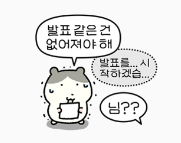 발표 같은 건
없어져야 해
발표를... 시
작하겠습...
님??